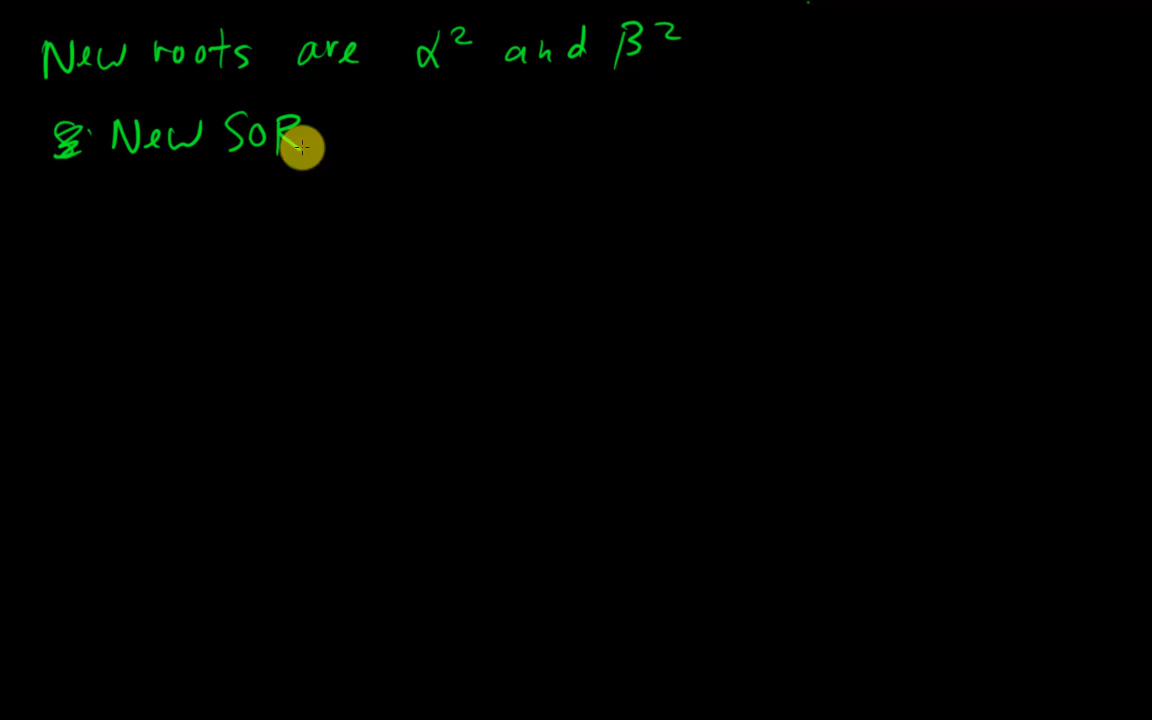 New roots are α² and β²
New SOR